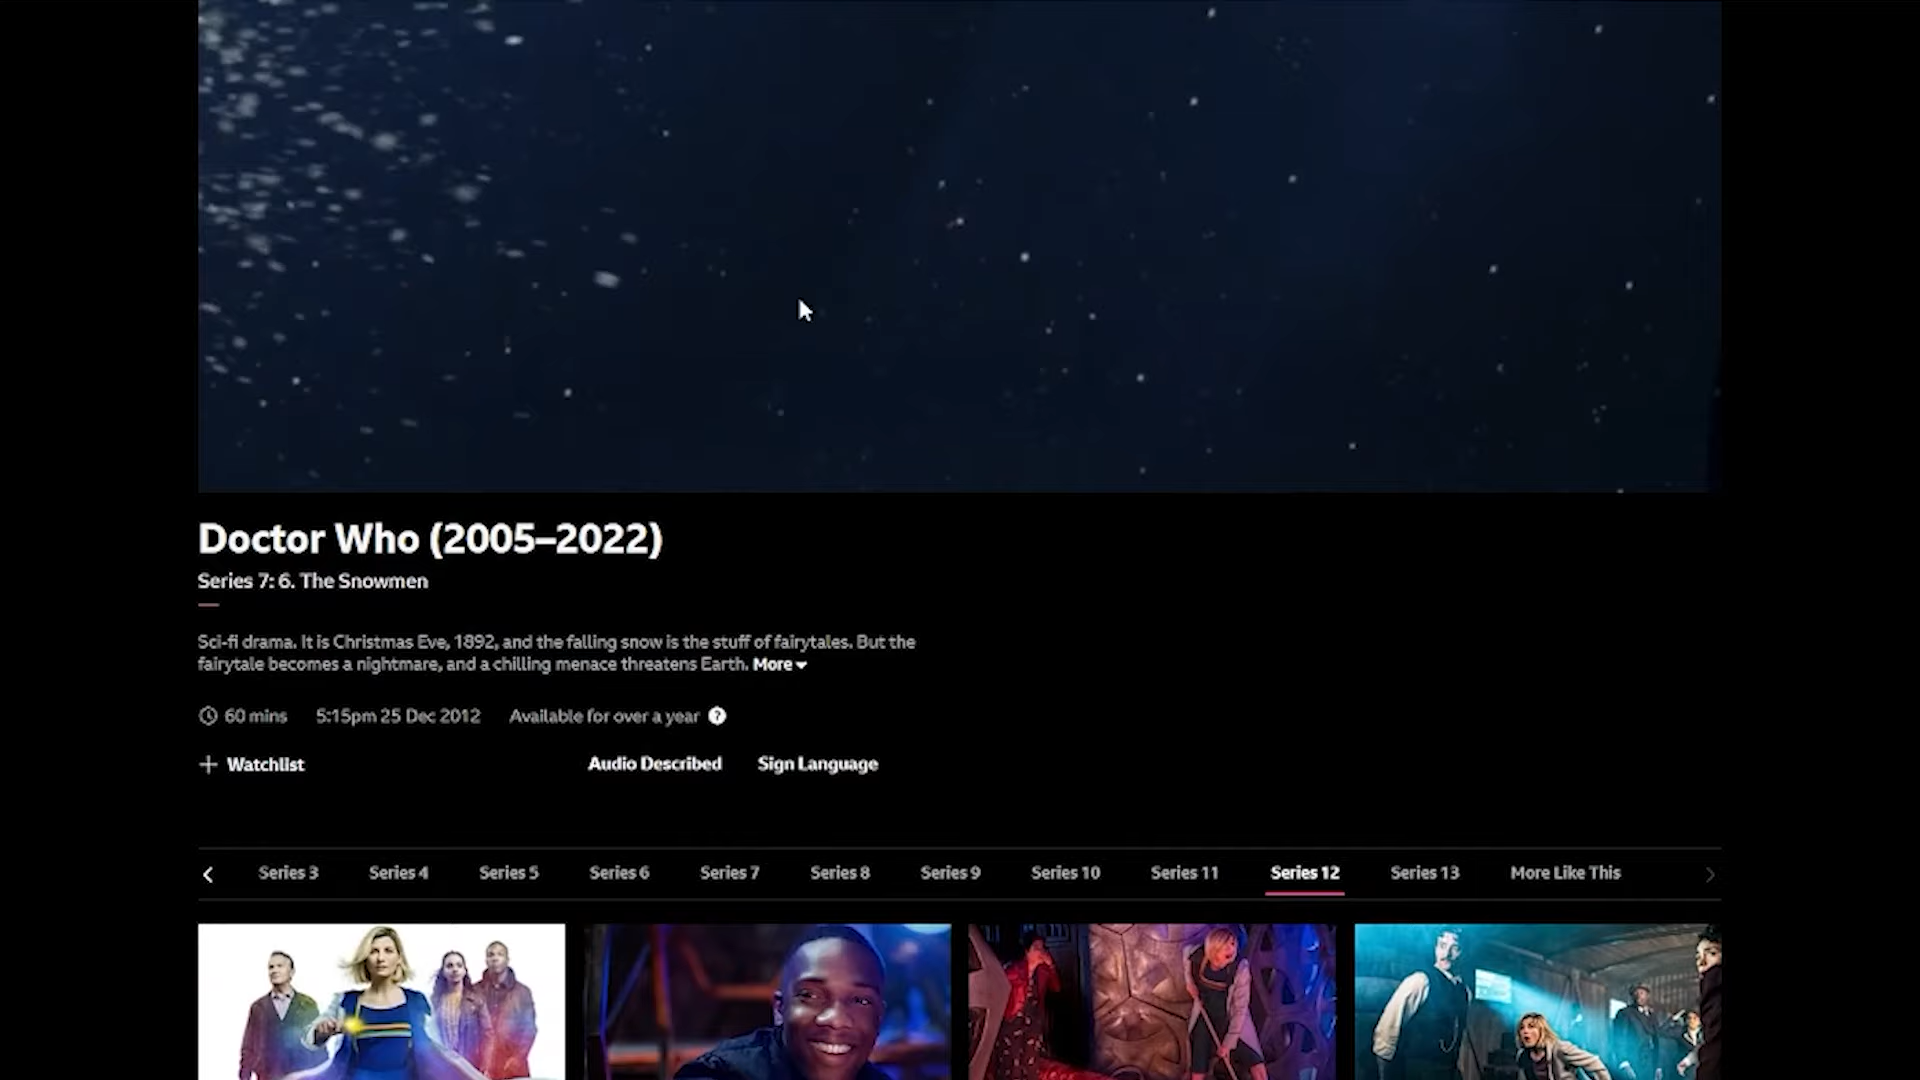 Doctor Who (2005–2022)
Series 7: 6. The Snowmen
Sci-fi drama. It is Christmas Eve, 1892, and the falling snow is the stuff of fairytales. But the
fairytale becomes a nightmare, and a chilling menace threatens Earth. More
60 mins 5:15pm 25 Dec 2012 Available for over a year ?
Watchlist Audio Described Sign Language
Series 3 Series 4 Series 5 Series 6 Series 7 Series 8 Series 9 Series 10 Series 11 Series 12 Series 13 More Like This